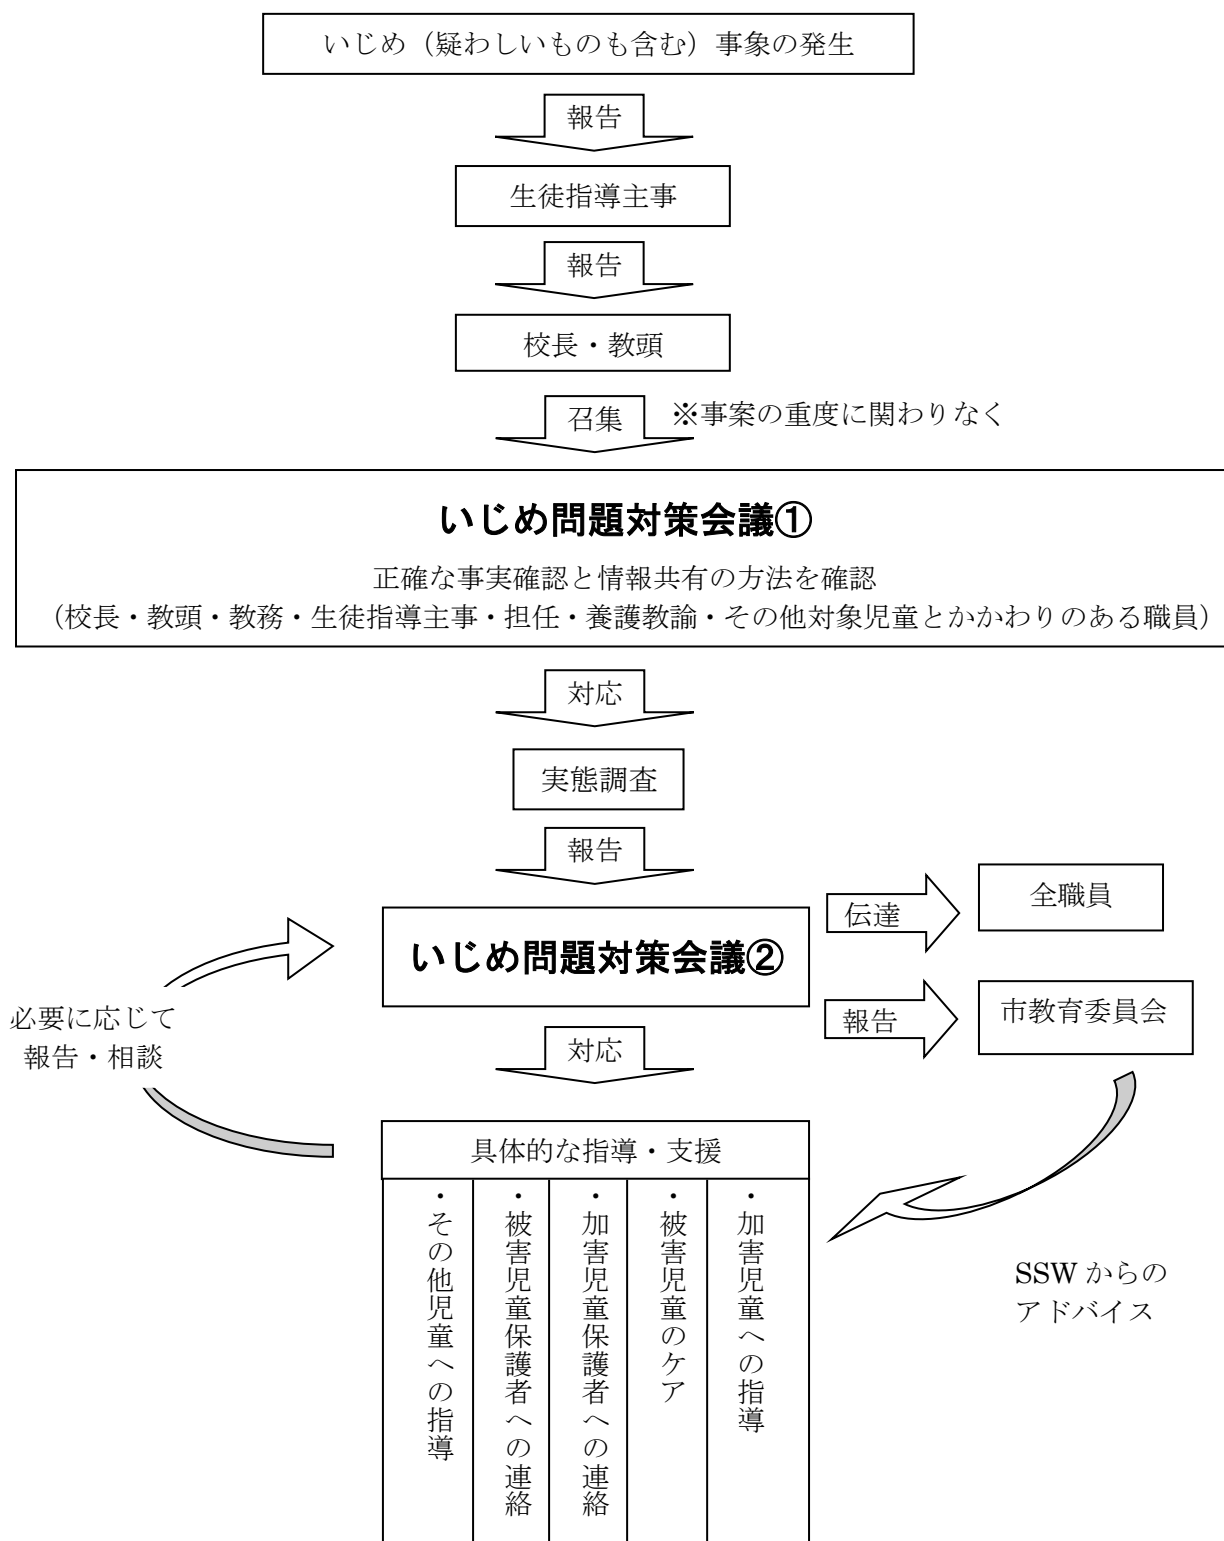 いじめ（疑わしいものも含む）事象の発生
報告
生徒指導主事
報告
校長・教頭
召集
※事案の重度に関わりなく
いじめ問題対策会議①
正確な事実確認と情報共有の方法を確認
（校長・教頭・教務・生徒指導主事・担任・養護教諭・その他対象児童とかかわりのある職員）
対応
実態調査
報告
いじめ問題対策会議②
伝達
全職員
報告
市教育委員会
必要に応じて
報告・相談
対応
具体的な指導・支援
・加害児童への指導
・被害児童のケア
・加害児童保護者への連絡
・被害児童保護者への連絡
・その他児童への指導
SSW からの
アドバイス